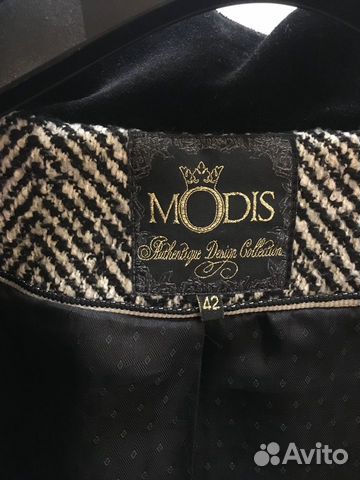 MODIS
Authentique Design Collection
42
Avito